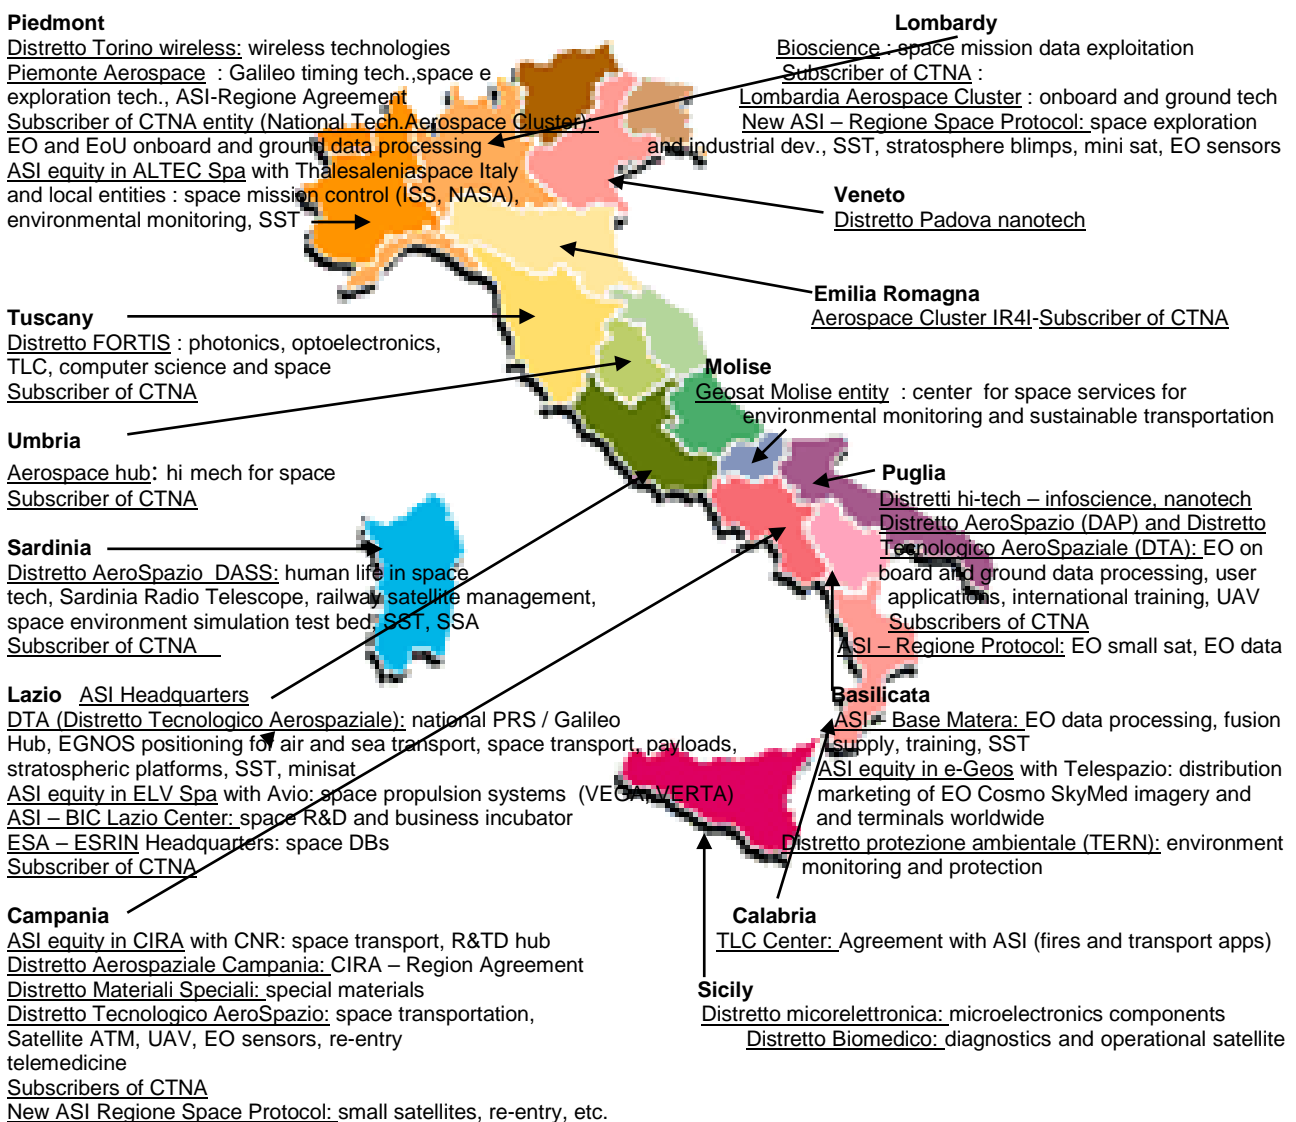 Piedmont
Distretto Torino wireless: wireless technologies
Piemonte Aerospace : Galileo timing tech.,space e
exploration tech., ASI-Regione Agreement
Subscriber of CTNA entity (National Tech.Aerospace Cluster):
EO and EoU onboard and ground data processing
ASI equity in ALTEC Spa with Thalesaleniaspace Italy
and local entities : space mission control (ISS, NASA),
environmental monitoring, SST
Lombardy
Bioscience : space mission data exploitation
Subscriber of CTNA :
Lombardia Aerospace Cluster : onboard and ground tech
New ASI – Regione Space Protocol: space exploration
and industrial dev., SST, stratosphere blimps, mini sat, EO sensors
Veneto
Distretto Padova nanotech
Emilia Romagna
Aerospace Cluster IR4I-Subscriber of CTNA
Tuscany
Distretto FORTIS : photonics, optoelectronics,
TLC, computer science and space
Subscriber of CTNA
Molise
Geosat Molise entity : center for space services for
environmental monitoring and sustainable transportation
Umbria
Aerospace hub: hi mech for space
Subscriber of CTNA
Puglia
Distretti hi-tech – infoscience, nanotech
Distretto AeroSpazio (DAP) and Distretto
Tecnologico AeroSpaziale (DTA): EO on
board and ground data processing, user
applications, international training, UAV
Subscribers of CTNA
ASI – Regione Protocol: EO small sat, EO data
Sardinia
Distretto AeroSpazio DASS: human life in space
tech, Sardinia Radio Telescope, railway satellite management,
space environment simulation test bed, SST, SSA
Subscriber of CTNA
Lazio ASI Headquarters
DTA (Distretto Tecnologico Aerospaziale): national PRS / Galileo
Hub, EGNOS positioning for air and sea transport, space transport, payloads,
stratospheric platforms, SST, minisat
ASI equity in ELV Spa with Avio: space propulsion systems (VEGA, VERTA)
ASI – BIC Lazio Center: space R&D and business incubator
ESA – ESRIN Headquarters: space DBs
Subscriber of CTNA
Basilicata
ASI – Base Matera: EO data processing, fusion
supply, training, SST
ASI equity in e-Geos with Telespazio: distribution
marketing of EO Cosmo SkyMed imagery and
and terminals worldwide
Distretto protezione ambientale (TERN): environment
monitoring and protection
Campania
ASI equity in CIRA with CNR: space transport, R&TD hub
Distretto Aerospaziale Campania: CIRA – Region Agreement
Distretto Materiali Speciali: special materials
Distretto Tecnologico AeroSpazio: space transportation,
Satellite ATM, UAV, EO sensors, re-entry
telemedicine
Subscribers of CTNA
New ASI Regione Space Protocol: small satellites, re-entry, etc.
Calabria
TLC Center: Agreement with ASI (fires and transport apps)
Sicily
Distretto micorelettronica: microelectronics components
Distretto Biomedico: diagnostics and operational satellite